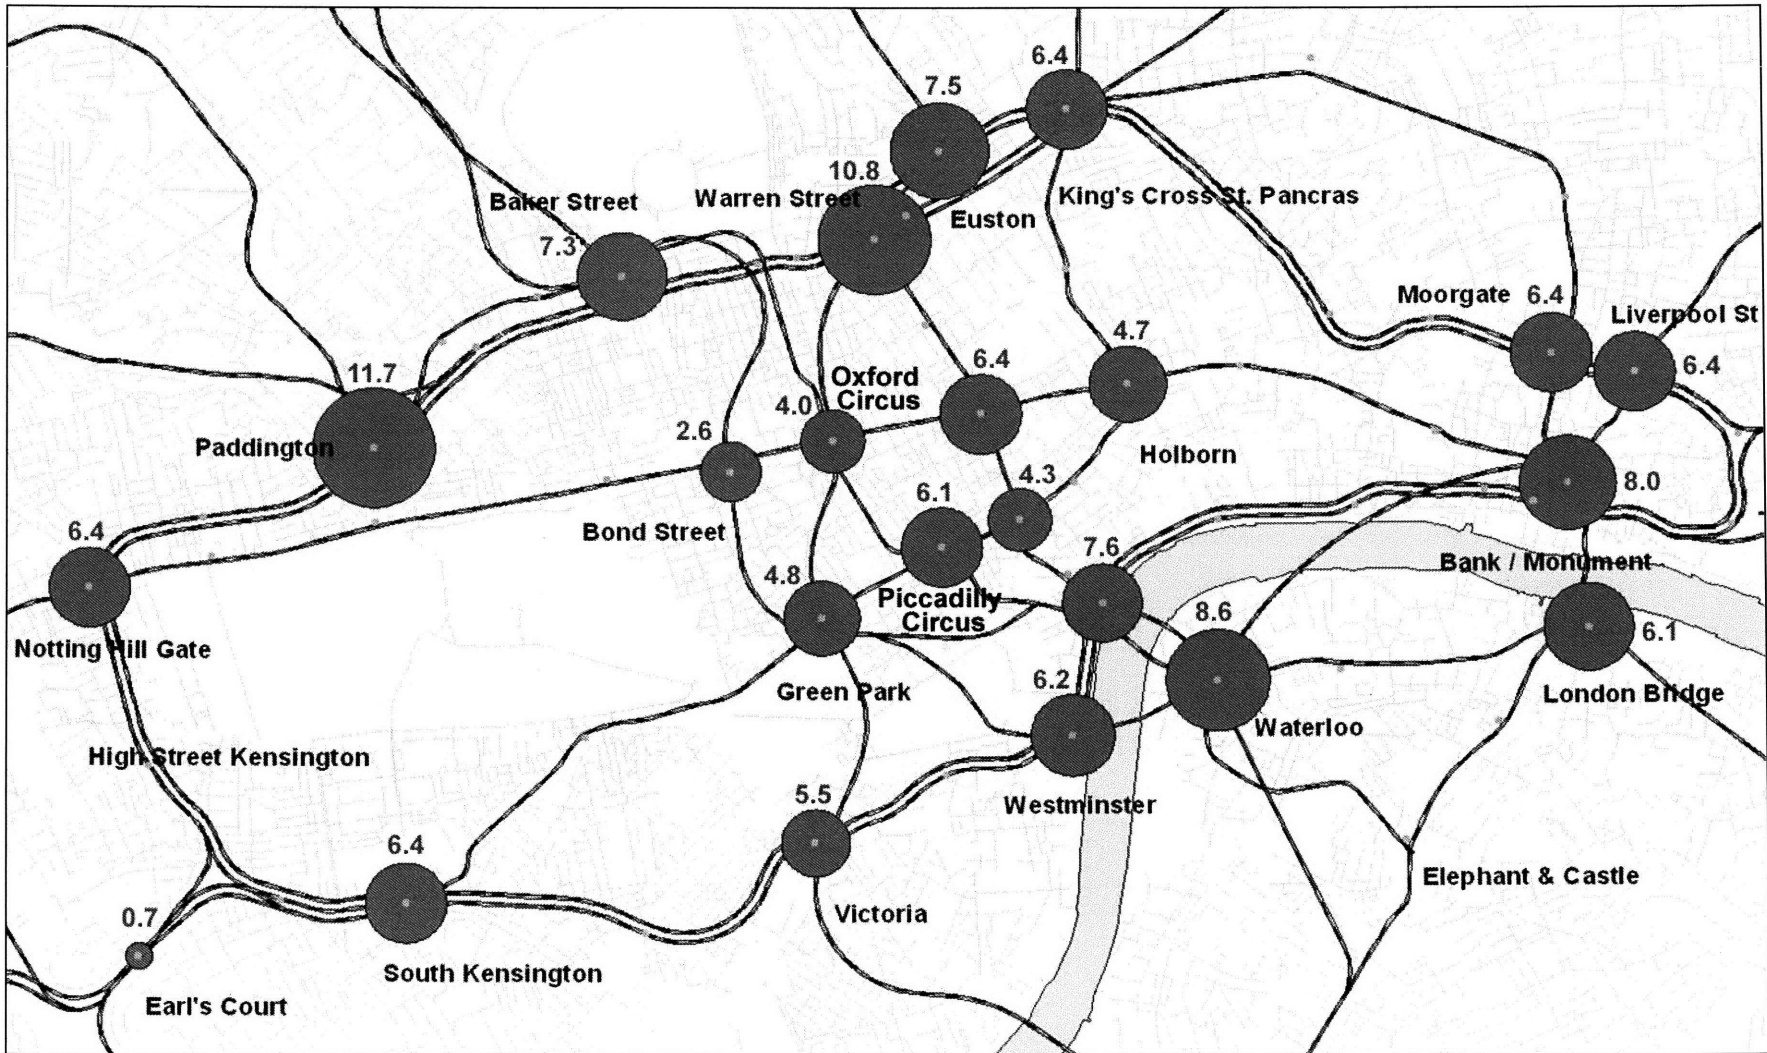 6.4
7.5
10.8
Baker Street
Warren Street
King's Cross St. Pancras
Euston
7.3
Moorgate
6.4
Liverpool St
4.7
6.4
6.4
11.7
Oxford
Circus
4.0
2.6
Paddington
Holborn
4.3
8.0
6.1
Bond Street
6.4
7.6
Bank / Monument
4.8
Piccadilly
Circus
8.6
6.1
Notting Hill Gate
6.2
Green Park
London Bridge
Waterloo
High Street Kensington
5.5
Westminster
6.4
Elephant & Castle
0.7
Victoria
South Kensington
Earl's Court